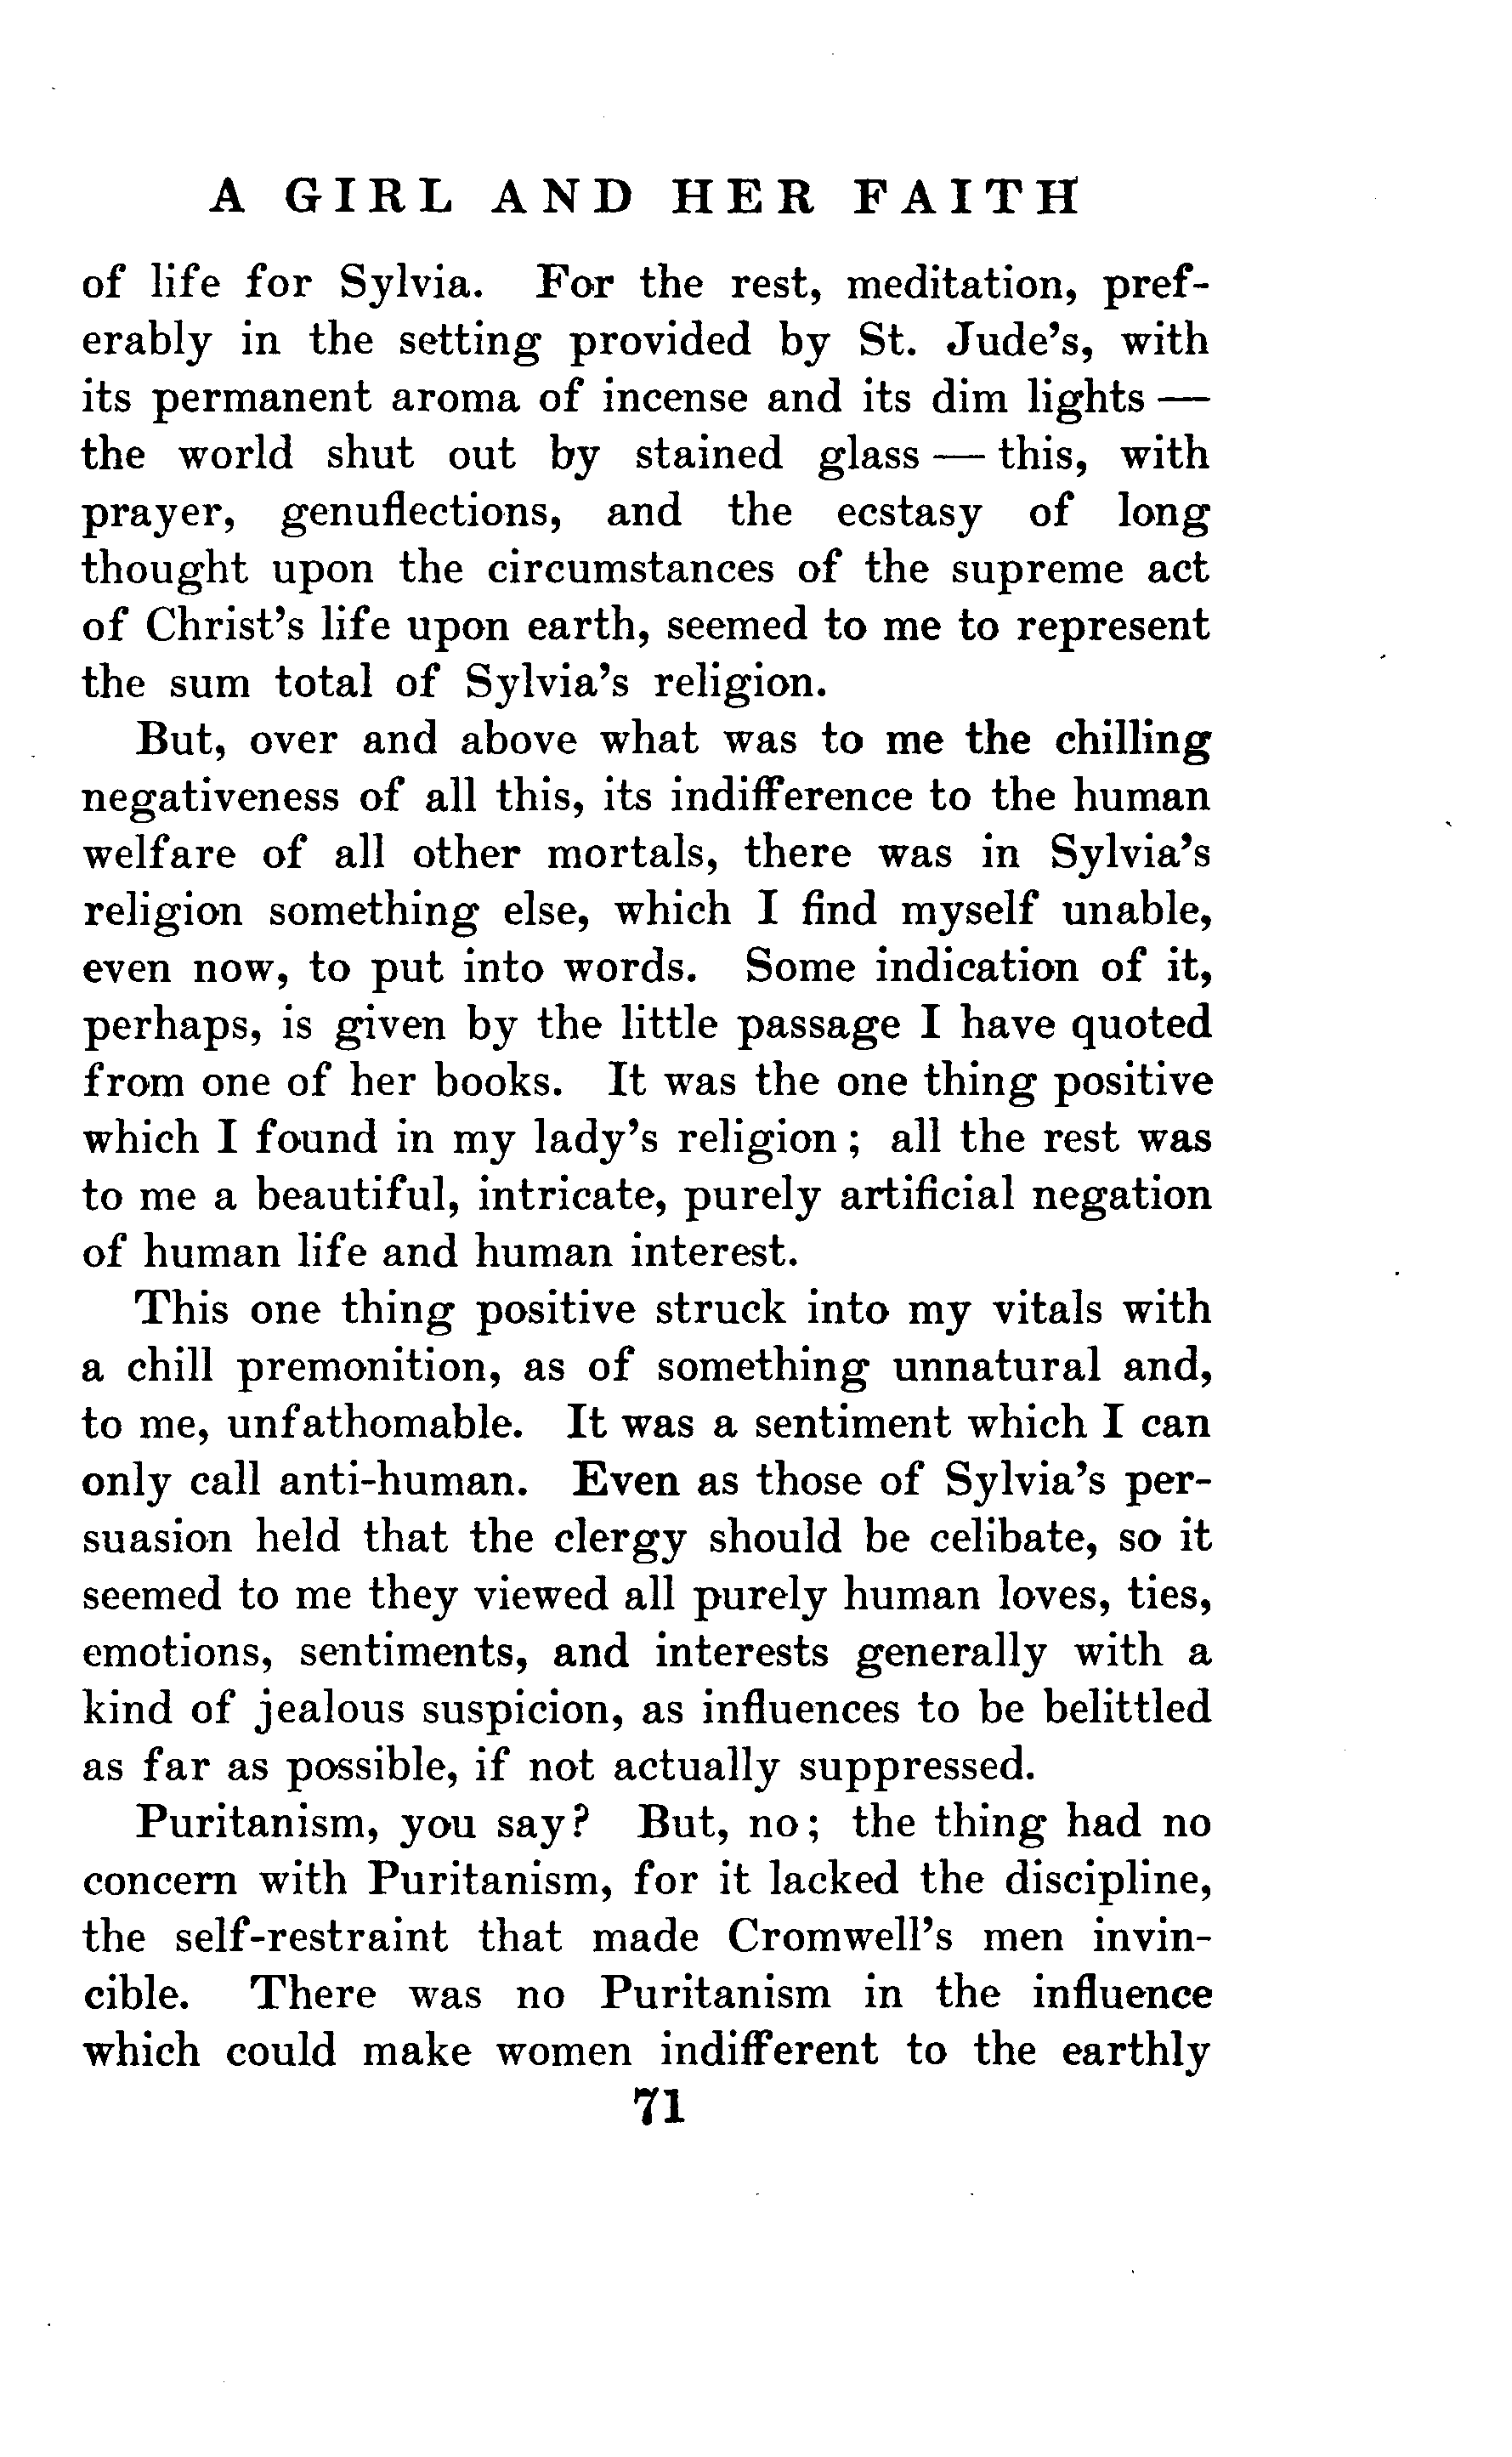 A GIRL AND HER FAITH
of life for Sylvia. For the rest, meditation, pref-
erably in the setting provided by St. Jude's, with
its permanent aroma of incense and its dim lights —
the world shut out by stained glass — this, with
prayer, genuflections, and the ecstasy of long
thought upon the circumstances of the supreme act
of Christ's life upon earth, seemed to me to represent
the sum total of Sylvia's religion.
But, over and above what was to me the chilling
negativeness of all this, its indifference to the human
welfare of all other mortals, there was in Sylvia's
religion something else, which I find myself unable,
even now, to put into words. Some indication of it,
perhaps, is given by the little passage I have quoted
from one of her books. It was the one thing positive
which I found in my lady's religion; all the rest was
to me a beautiful, intricate, purely artificial negation
of human life and human interest.
This one thing positive struck into my vitals with
a chill premonition, as of something unnatural and,
to me, unfathomable. It was a sentiment which I can
only call anti-human. Even as those of Sylvia's per-
suasion held that the clergy should be celibate, so it
seemed to me they viewed all purely human loves, ties,
emotions, sentiments, and interests generally with a
kind of jealous suspicion, as influences to be belittled
as far as possible, if not actually suppressed.
Puritanism, you say? But, no; the thing had no
concern with Puritanism, for it lacked the discipline,
the self-restraint that made Cromwell's men invin-
cible. There was no Puritanism in the influence
which could make women indifferent to the earthly
71